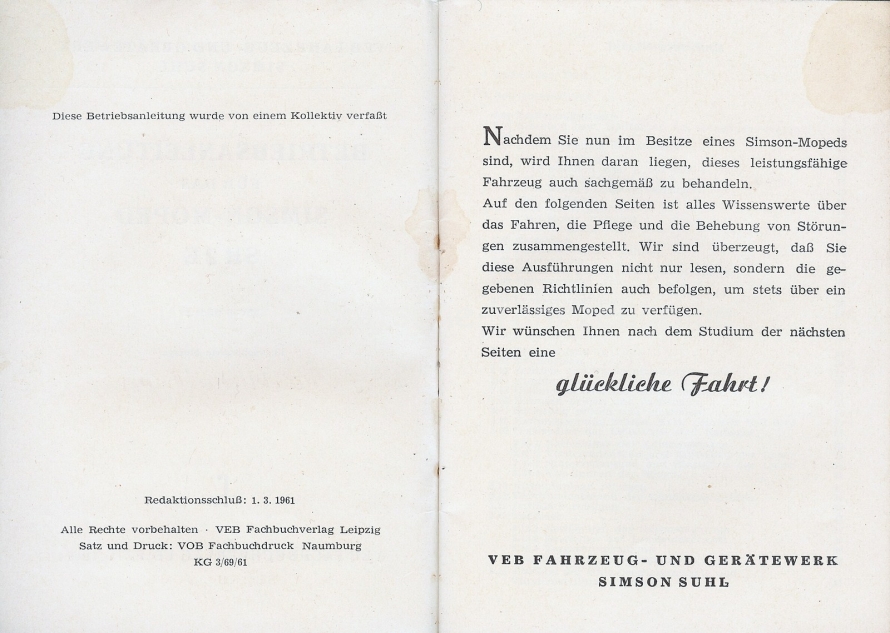 Diese Betriebsanleitung wurde von einem Kollektiv verfaßt
Redaktionsschluß: 1. 3. 1961
Alle Rechte vorbehalten · VEB Fachbuchverlag Leipzig
Satz und Druck: VOB Fachbuchdruck Naumburg
KG 3/69/61
Nachdem Sie nun im Besitze eines Simson-Mopeds
sind, wird Ihnen daran liegen, dieses leistungsfähige
Fahrzeug auch sachgemäß zu behandeln.
Auf den folgenden Seiten ist alles Wissenswerte über
das Fahren, die Pflege und die Behebung von Störun-
gen zusammengestellt. Wir sind überzeugt, daß Sie
diese Ausführungen nicht nur lesen, sondern die ge-
gebenen Richtlinien auch befolgen, um stets über ein
zuverlässiges Moped zu verfügen.
Wir wünschen Ihnen nach dem Studium der nächsten
Seiten eine
glückliche Fahrt!
VEB FAHRZEUG- UND GERÄTEWERK
SIMSON SUHL